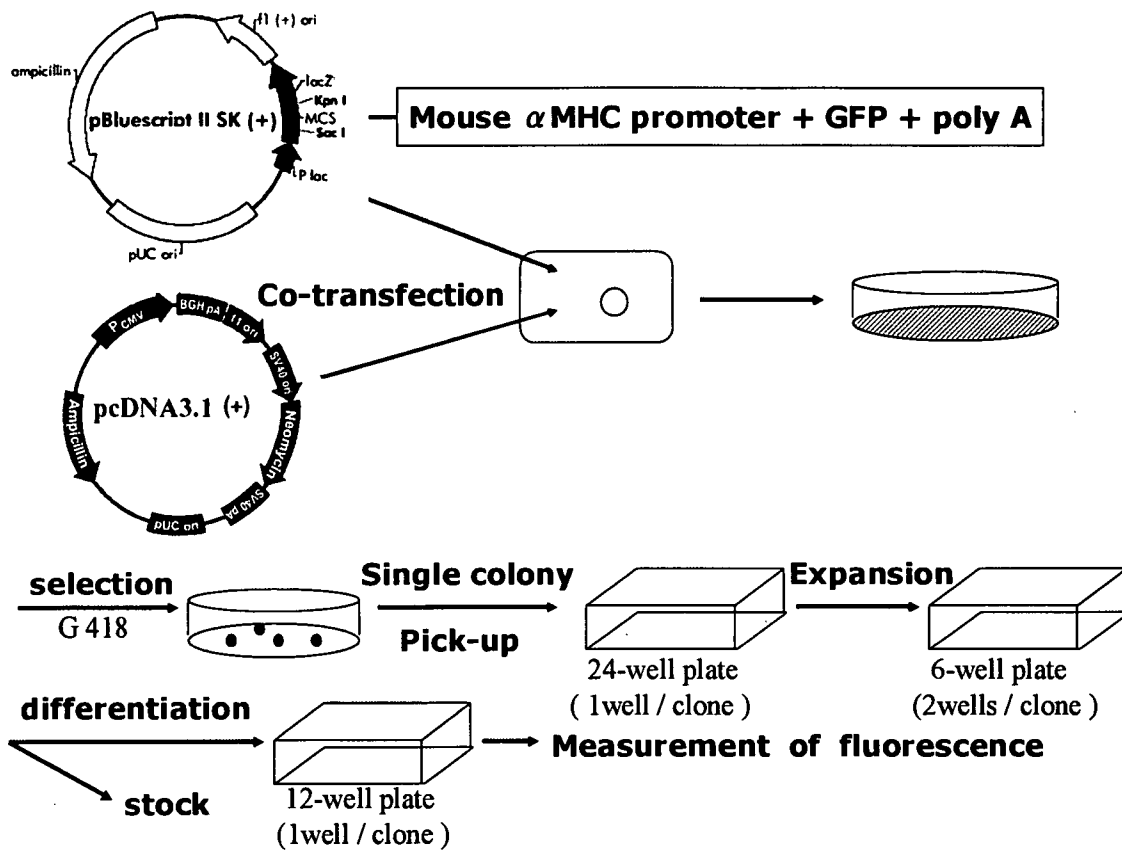 f1 (+) ori
ampicillin
lacZ
Kpn I
MCS
Sac I
pBluescript II SK (+)
P lac
pUC ori
Mouse αMHC promoter + GFP + poly A
Co-transfection
P CMV
BGH pA
f1 ori
SV40 ori
Neomycin
SV40 pA
pUC ori
Ampicillin
pcDNA3.1 (+)
selection
G 418
Single colony
Pick-up
24-well plate
( 1well / clone )
Expansion
6-well plate
(2wells / clone )
differentiation
stock
12-well plate
(1well / clone )
Measurement of fluorescence